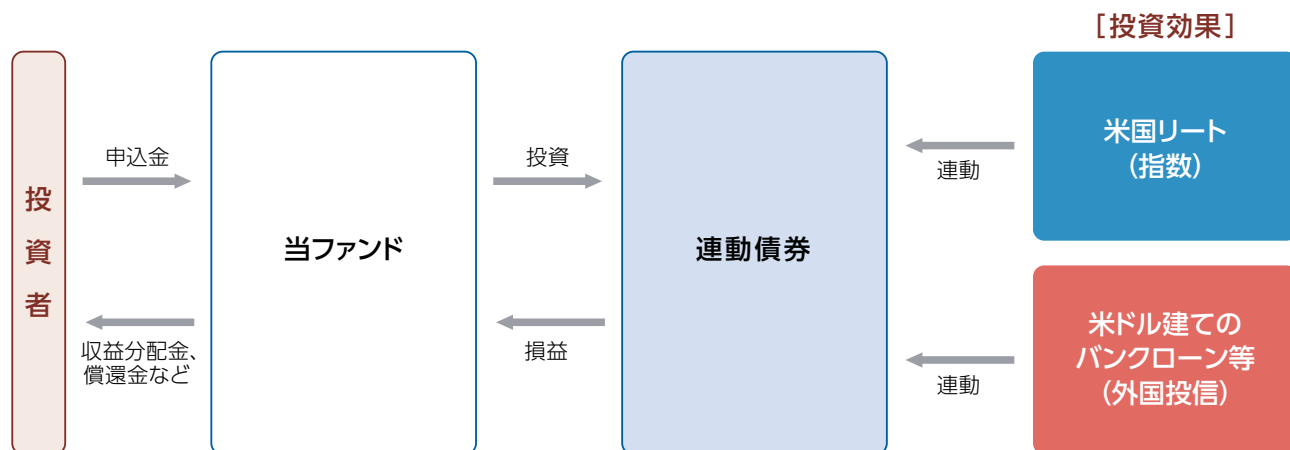 [投資効果]
投資者
申込金
収益分配金、
償還金など
当ファンド
投資
損益
連動債券
連動
連動
米国リート
(指数)
米ドル建ての
バンクローン等
(外国投信)